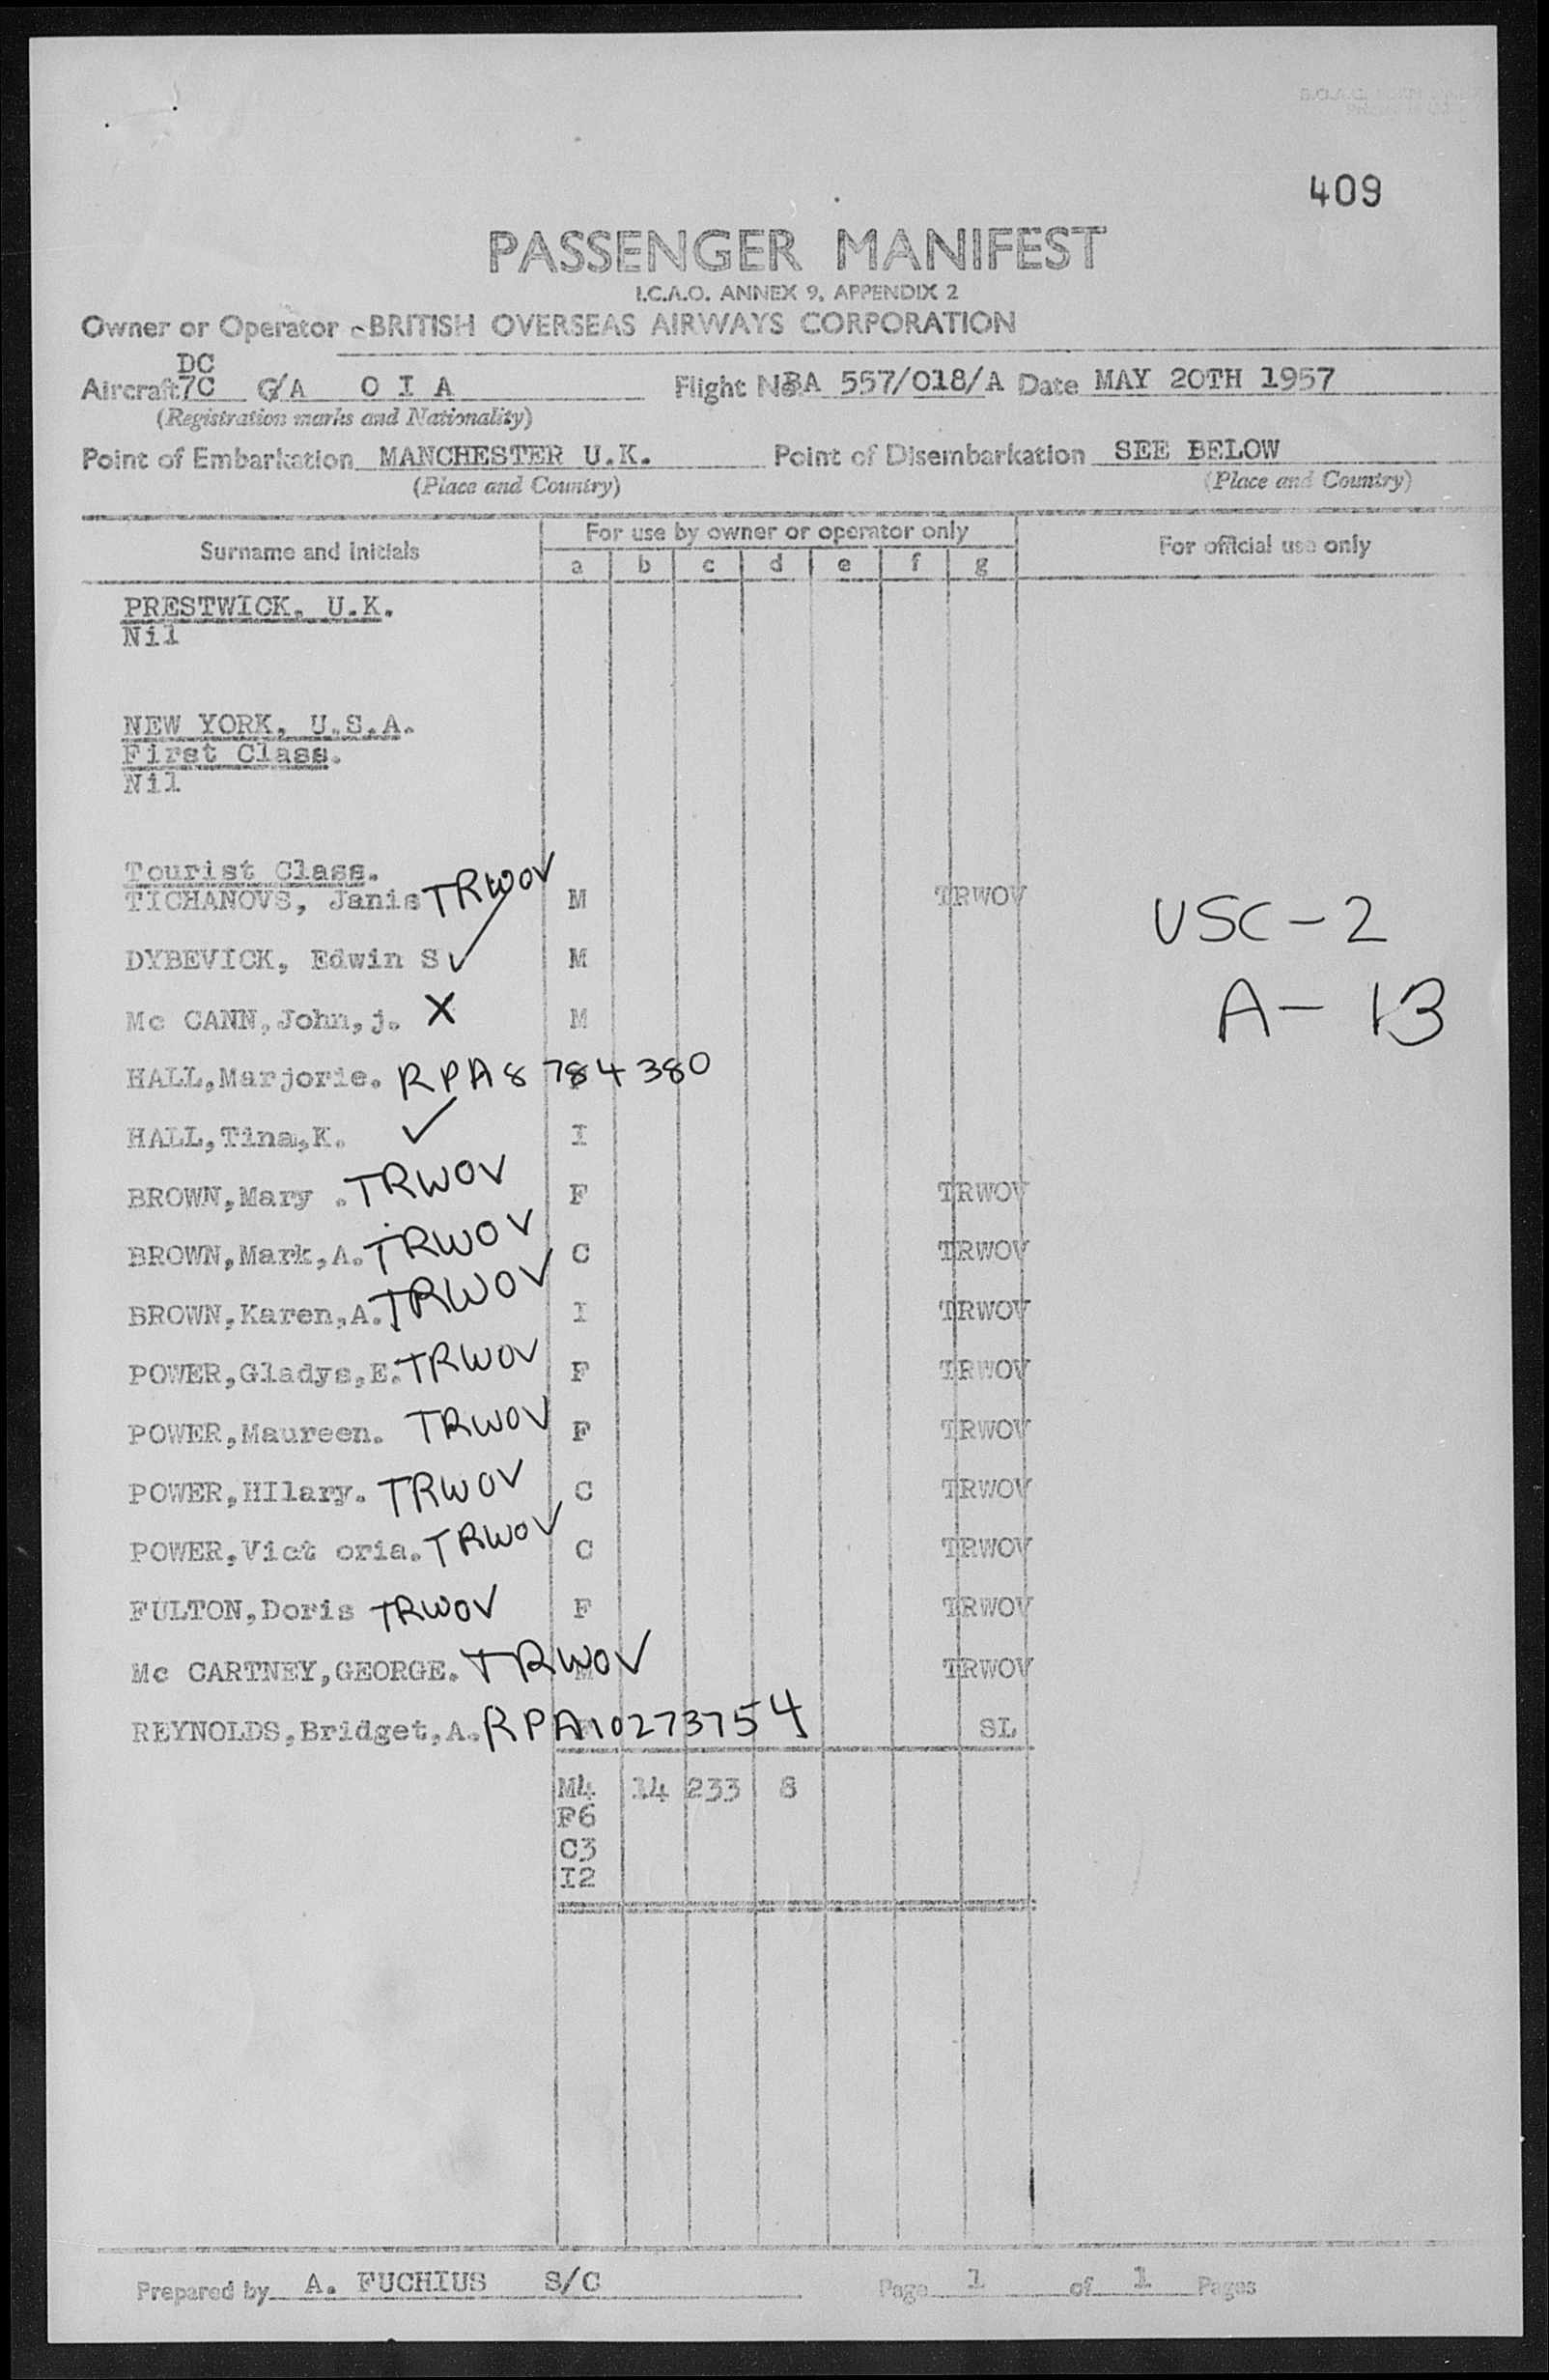 409
PASSENGER MANIFEST
I.C.A.O. ANNEX 9, APPENDIX 2
Owner or Operator - BRITISH OVERSEAS AIRWAYS CORPORATION
DC
Aircraft 7C G/A O I A Flight No. BA 557/018/A Date MAY 20TH 1957
(Registration marks and Nationality)
Point of Embarkation MANCHESTER U.K. Point of Disembarkation SEE BELOW
(Place and Country) (Place and Country)
Surname and initials For use by owner or operator only For official use only
a b c d e f g
PRESTWICK, U.K.
Nil
NEW YORK, U.S.A.
First Class.
Nil
Tourist Class.
TICHANOVS, Janis TRWOV M TRWOV
USC-2
DYBEVICK, Edwin S ✓ M
A-13
Mc CANN, John, j. X M
HALL, Marjorie. RPA8784380
HALL, Tina, K. ✓ I
BROWN, Mary . TRWOV F TRWOV
BROWN, Mark, A. TRWOV C TRWOV
BROWN, Karen, A. TRWOV I TRWOV
POWER, Gladys, E. TRWOV F TRWOV
POWER, Maureen. TRWOV F TRWOV
POWER, HIlary. TRWOV C TRWOV
POWER, Vict oria. TRWOV C TRWOV
FULTON, Doris TRWOV F TRWOV
Mc CARTNEY, GEORGE. TRWOV M TRWOV
REYNOLDS, Bridget, A. RPA10273754 SL
M4 14 233 8
F6
C3
I2
Prepared by A. FUCHIUS S/C Page 1 of 1 Pages